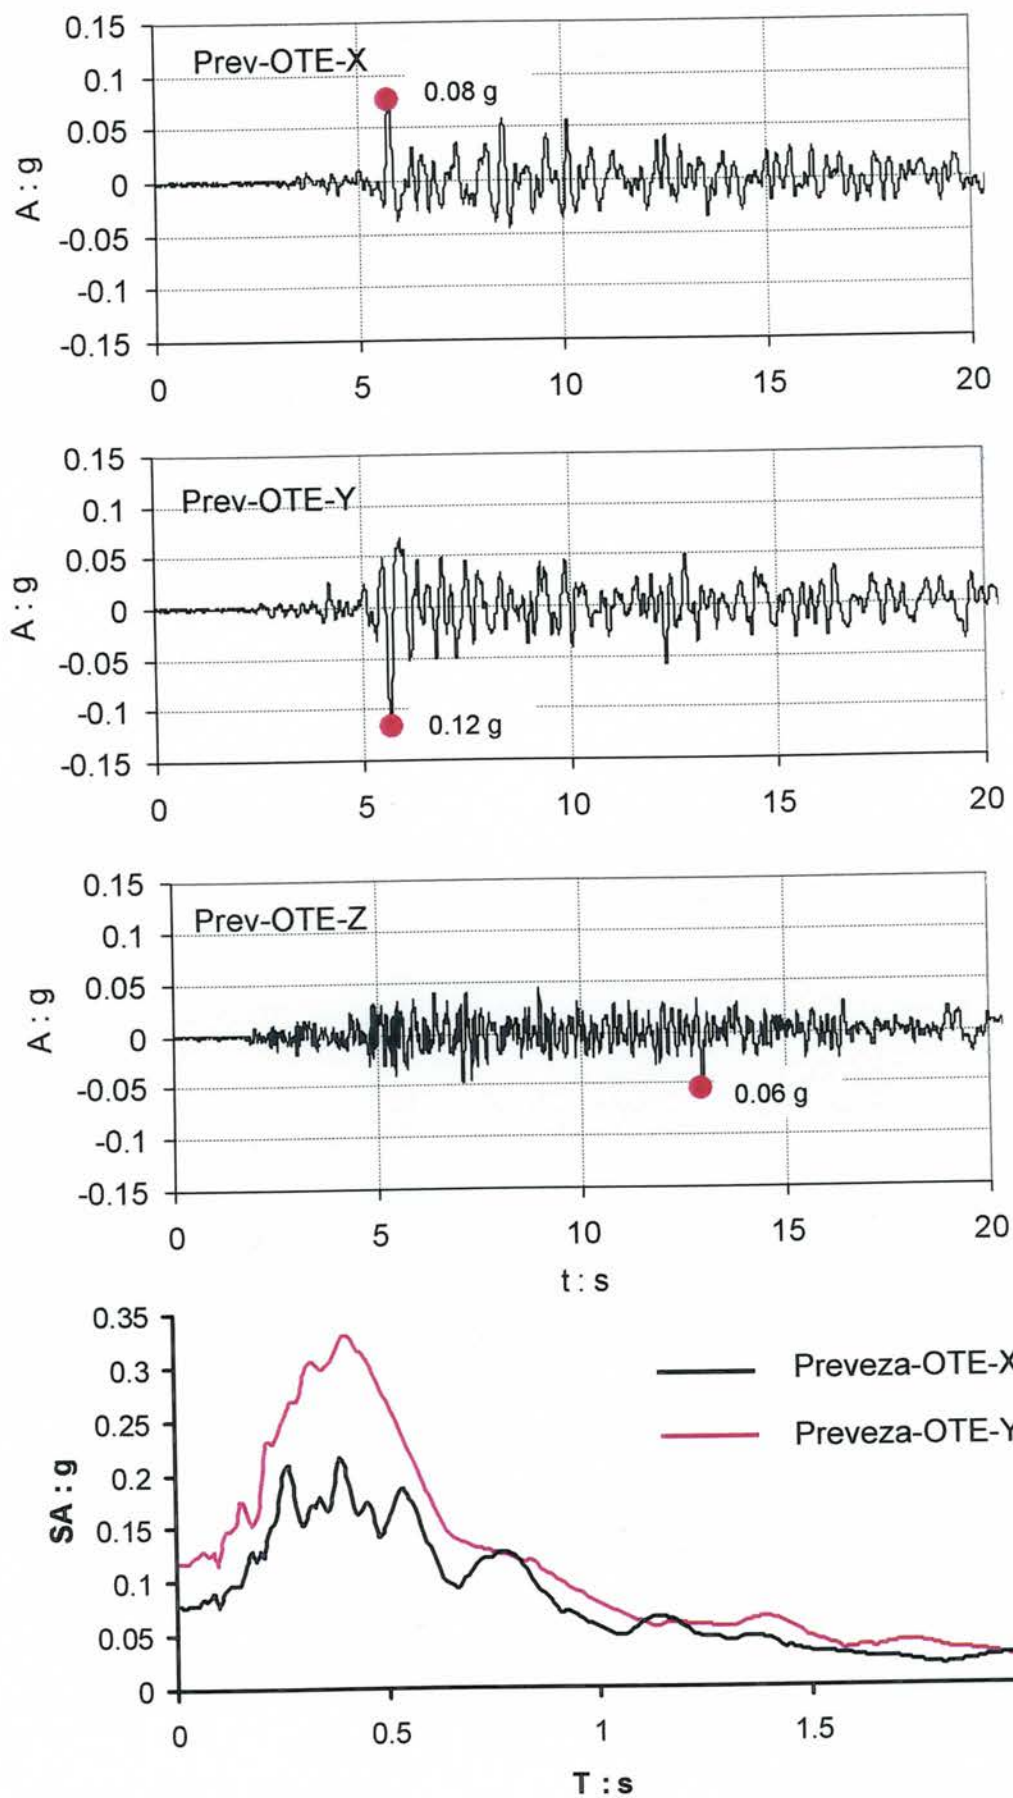 0.15
Prev-OTE-X
0.1
0.08 g
0.05
A : g
0
-0.05
-0.1
-0.15
0 5 10 15 20
0.15
Prev-OTE-Y
0.1
0.05
A : g
0
-0.05
-0.1
0.12 g
-0.15
0 5 10 15 20
0.15
Prev-OTE-Z
0.1
0.05
A : g
0
-0.05
0.06 g
-0.1
-0.15
0 5 10 15 20
t : s
0.35
0.3
Preveza-OTE-X
0.25
Preveza-OTE-Y
0.2
SA : g
0.15
0.1
0.05
0
0 0.5 1 1.5
T : s